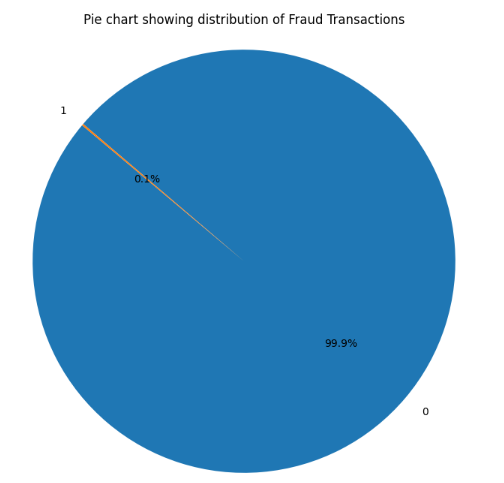 Pie chart showing distribution of Fraud Transactions
1
0.1%
99.9%
0